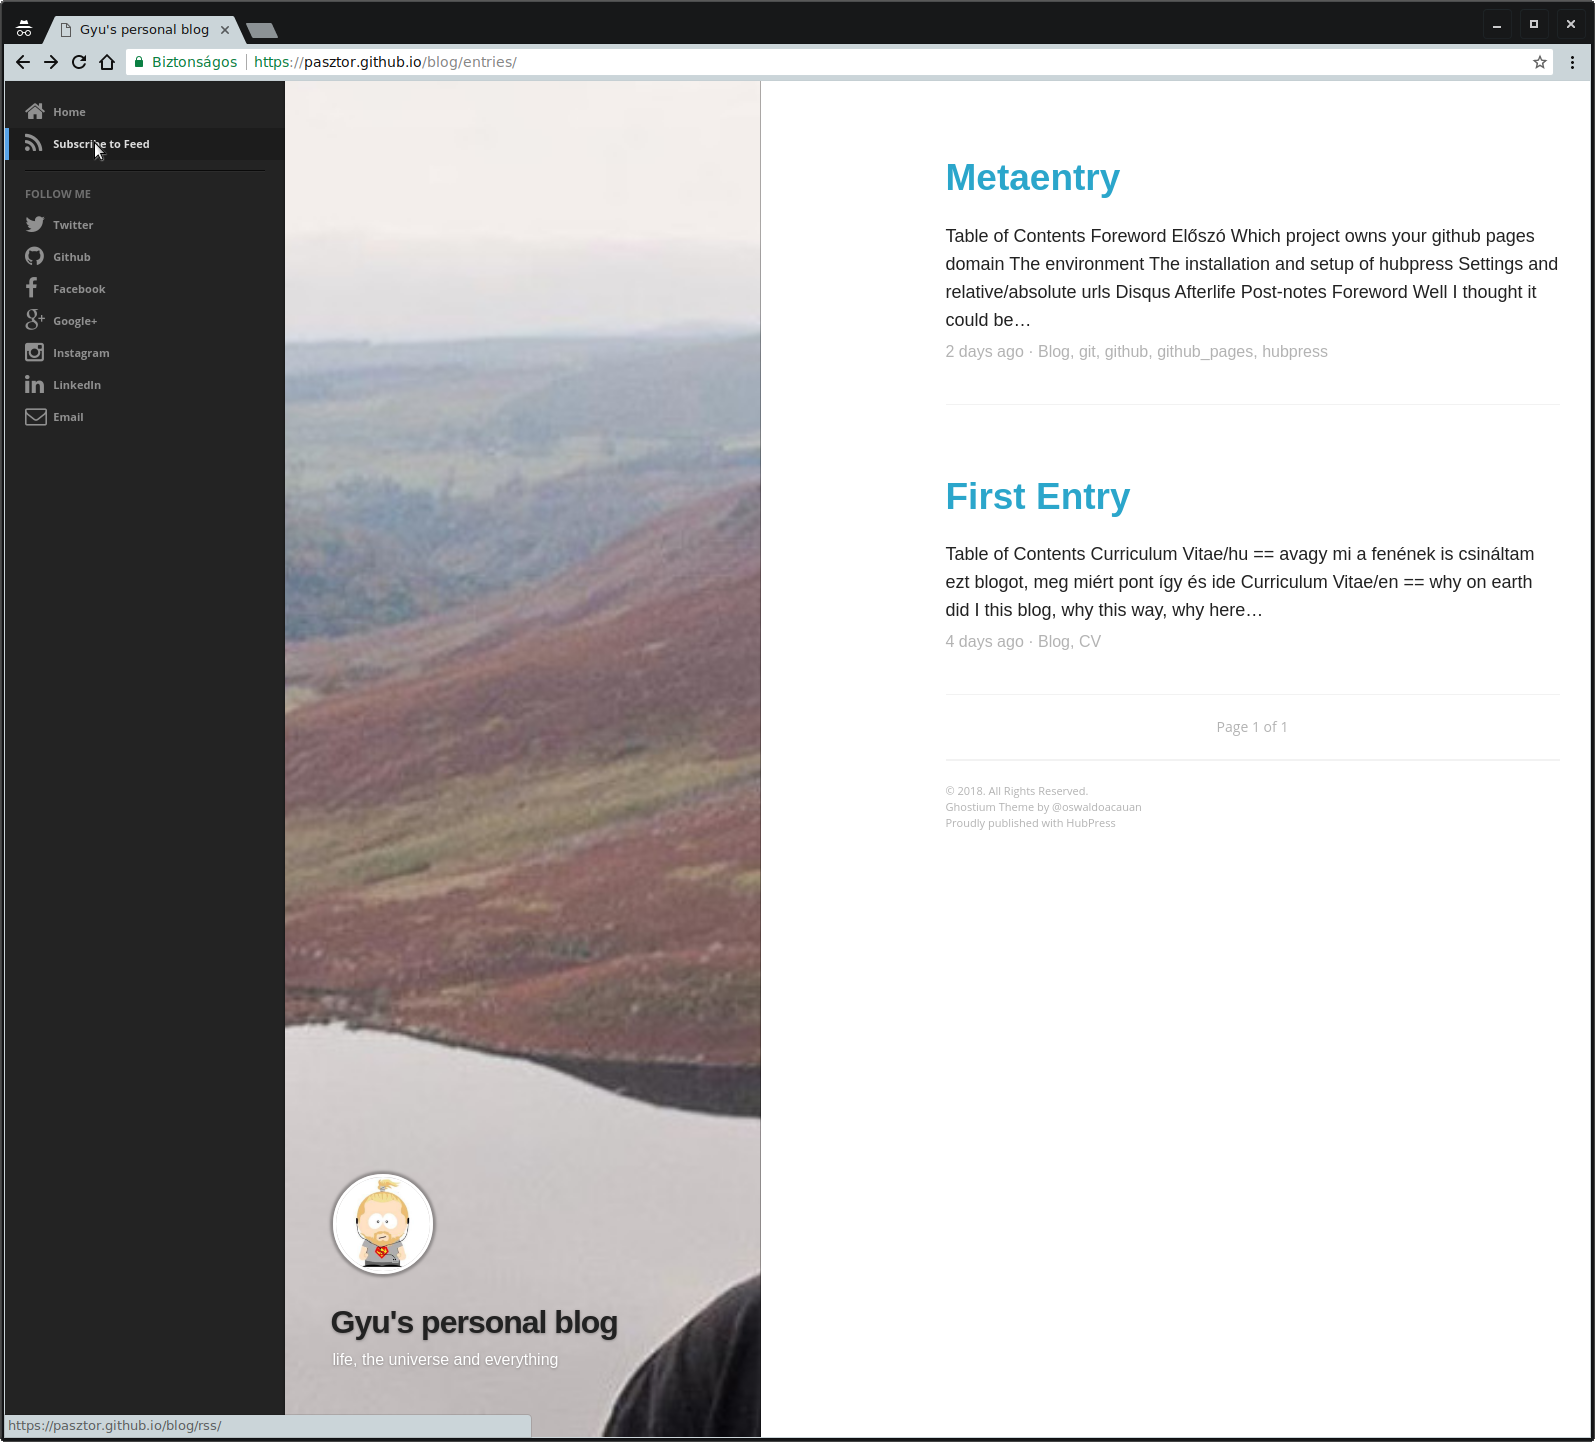 Gyu's personal blog
Biztonságos https://pasztor.github.io/blog/entries/
Home
Subscribe to Feed
FOLLOW ME
Twitter
Github
Facebook
Google+
Instagram
LinkedIn
Email
Gyu's personal blog
life, the universe and everything
https://pasztor.github.io/blog/rss/
Metaentry
Table of Contents Foreword Előszó Which project owns your github pages
domain The environment The installation and setup of hubpress Settings and
relative/absolute urls Disqus Afterlife Post-notes Foreword Well I thought it
could be…
2 days ago · Blog, git, github, github_pages, hubpress
First Entry
Table of Contents Curriculum Vitae/hu == avagy mi a fenének is csináltam
ezt blogot, meg miért pont így és ide Curriculum Vitae/en == why on earth
did I this blog, why this way, why here…
4 days ago · Blog, CV
Page 1 of 1
© 2018. All Rights Reserved.
Ghostium Theme by @oswaldoacauan
Proudly published with HubPress